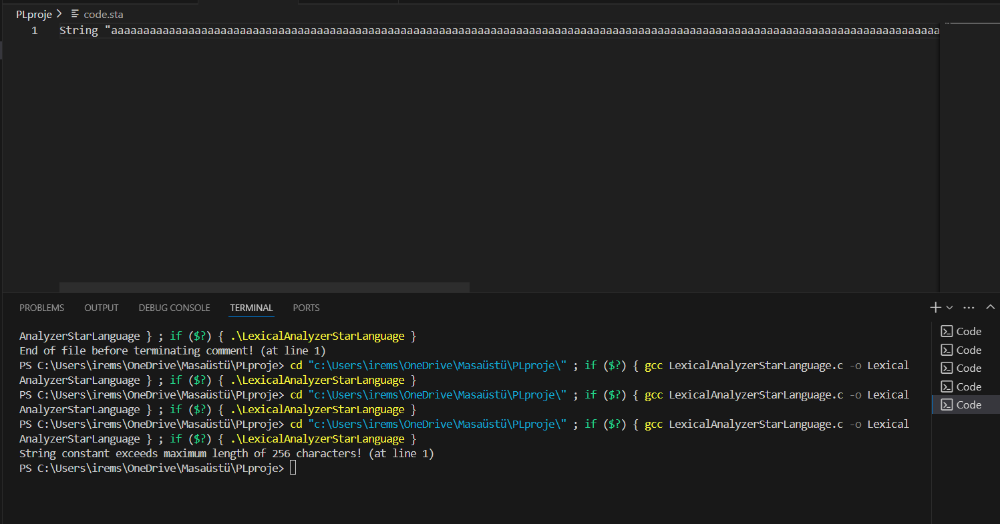 PLproje > code.sta
1 String "aaaaaaaaaaaaaaaaaaaaaaaaaaaaaaaaaaaaaaaaaaaaaaaaaaaaaaaaaaaaaaaaaaaaaaaaaaaaaaaaaaaaaaaaaaaaaaaaaaaaaaaaaaaaaaaaaaaaaaaaaaaaaaaaa
PROBLEMS OUTPUT DEBUG CONSOLE TERMINAL PORTS
AnalyzerStarLanguage } ; if ($?) { .\LexicalAnalyzerStarLanguage }
End of file before terminating comment! (at line 1)
PS C:\Users\irems\OneDrive\Masaüstü\PLproje> cd "c:\Users\irems\OneDrive\Masaüstü\PLproje\" ; if ($?) { gcc LexicalAnalyzerStarLanguage.c -o Lexical
AnalyzerStarLanguage } ; if ($?) { .\LexicalAnalyzerStarLanguage }
PS C:\Users\irems\OneDrive\Masaüstü\PLproje> cd "c:\Users\irems\OneDrive\Masaüstü\PLproje\" ; if ($?) { gcc LexicalAnalyzerStarLanguage.c -o Lexical
AnalyzerStarLanguage } ; if ($?) { .\LexicalAnalyzerStarLanguage }
PS C:\Users\irems\OneDrive\Masaüstü\PLproje> cd "c:\Users\irems\OneDrive\Masaüstü\PLproje\" ; if ($?) { gcc LexicalAnalyzerStarLanguage.c -o Lexical
AnalyzerStarLanguage } ; if ($?) { .\LexicalAnalyzerStarLanguage }
String constant exceeds maximum length of 256 characters! (at line 1)
PS C:\Users\irems\OneDrive\Masaüstü\PLproje>
Code
Code
Code
Code
Code